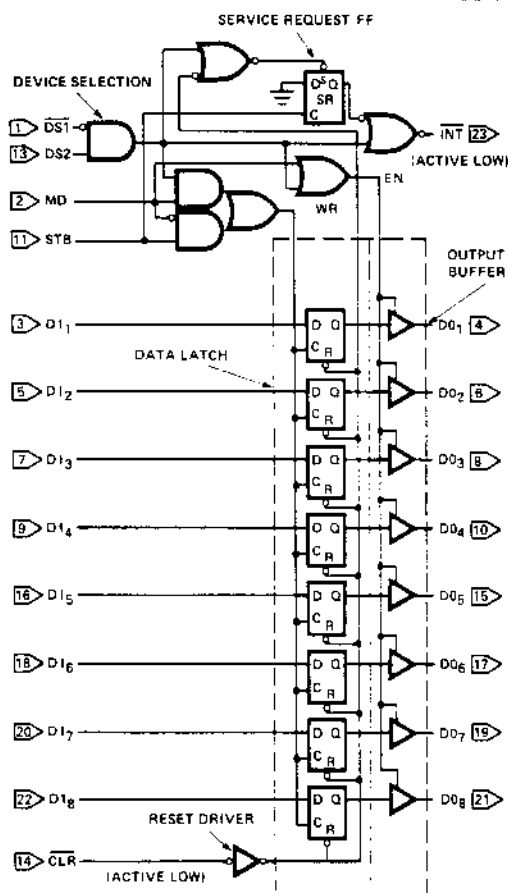 SERVICE REQUEST FF
DEVICE SELECTION
D S Q
SR
C
1 DS1
13 DS2
INT 23
(ACTIVE LOW)
EN
2 MD
WR
11 STB
OUTPUT
BUFFER
3 DI1 D Q C R DO1 4
DATA LATCH
5 DI2 D Q C R DO2 6
7 DI3 D Q C R DO3 8
9 DI4 D Q C R DO4 10
16 DI5 D Q C R DO5 15
18 DI6 D Q C R DO6 17
20 DI7 D Q C R DO7 19
22 DI8 D Q C R DO8 21
RESET DRIVER
14 CLR
(ACTIVE LOW)